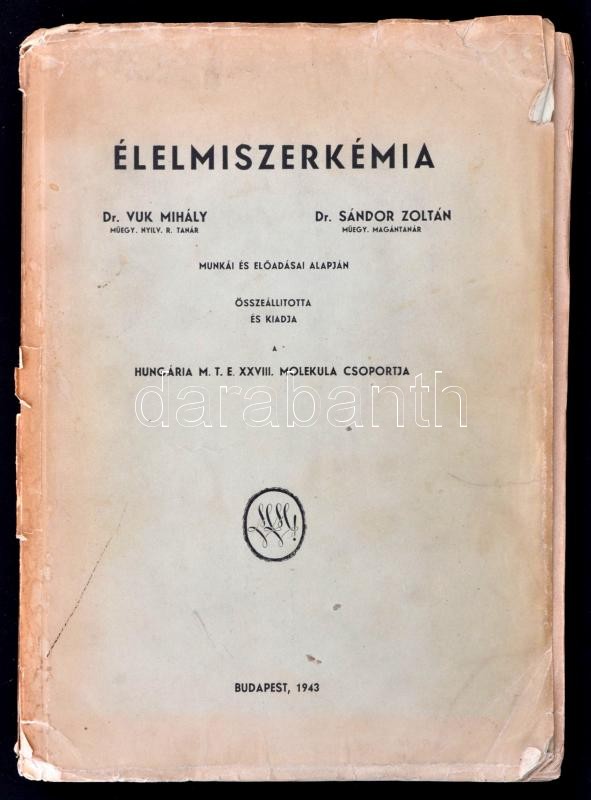 ÉLELMISZERKÉMIA
Dr. VUK MIHÁLY
MŰEGY. NYILV. R. TANÁR
Dr. SÁNDOR ZOLTÁN
MŰEGY. MAGÁNTANÁR
MUNKÁI ÉS ELŐADÁSAI ALAPJÁN
ÖSSZEÁLLITOTTA
ÉS KIADJA
A
HUNGÁRIA M. T. E. XXVIII. MOLEKULA CSOPORTJA
darabanth
BUDAPEST, 1943